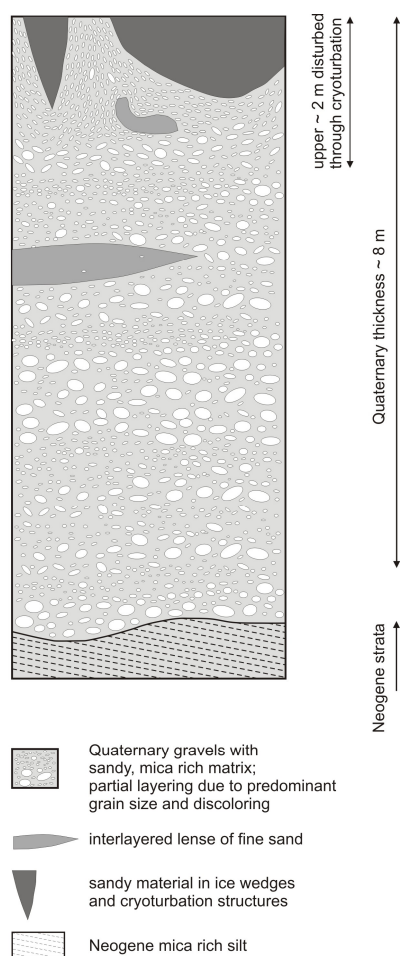 upper ~ 2 m disturbed
through cryoturbation
Quaternary thickness ~ 8 m
Neogene strata
Quaternary gravels with
sandy, mica rich matrix;
partial layering due to predominant
grain size and discoloring
interlayered lense of fine sand
sandy material in ice wedges
and cryoturbation structures
Neogene mica rich silt